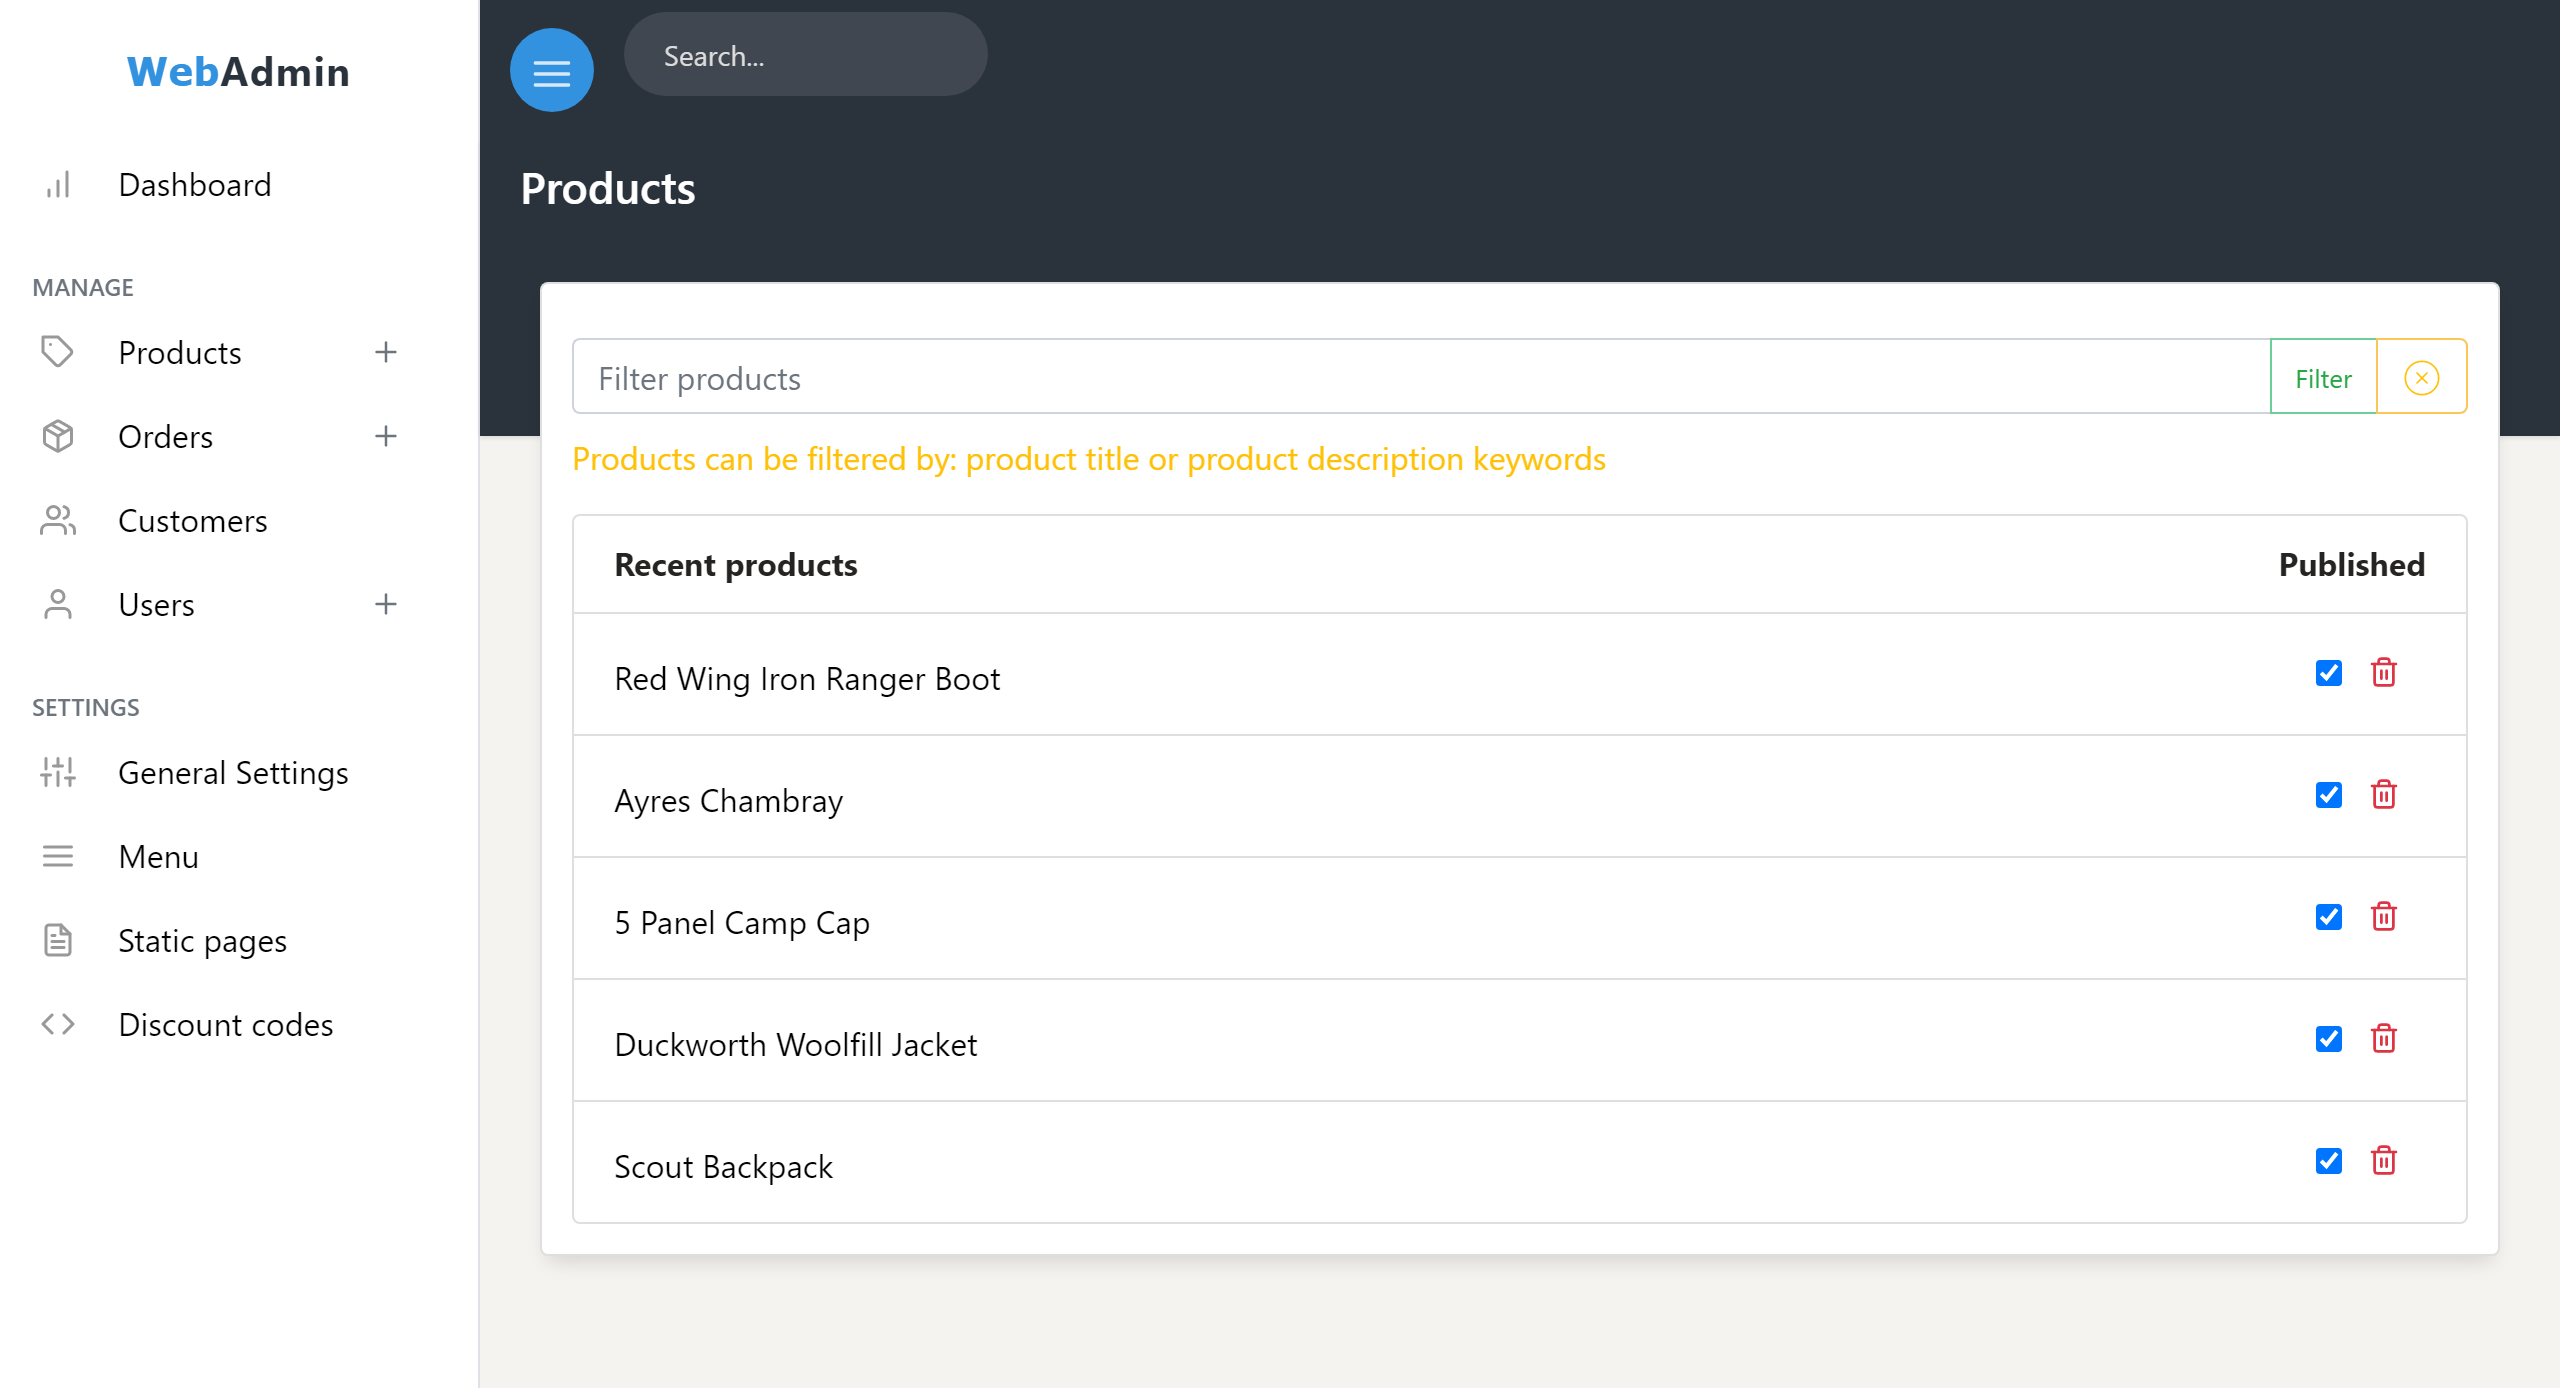 WebAdmin
Dashboard
MANAGE
Products
Orders
Customers
Users
SETTINGS
General Settings
Menu
Static pages
Discount codes
Search...
Products
Filter products
Filter
Products can be filtered by: product title or product description keywords
Recent products Published
Red Wing Iron Ranger Boot
Ayres Chambray
5 Panel Camp Cap
Duckworth Woolfill Jacket
Scout Backpack